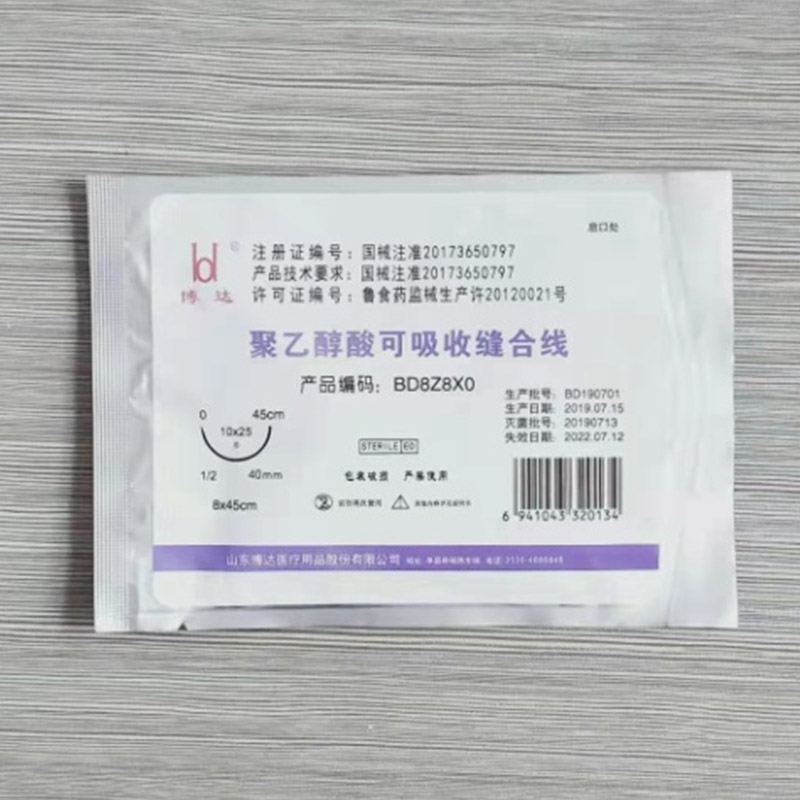 启口处
bd ®
博达
注册证编号：国械注准20173650797
产品技术要求：国械注准20173650797
许可证编号：鲁食药监械生产许20120021号
聚乙醇酸可吸收缝合线
产品编码：BD8Z8X0
0 45cm
10x25
1/2 40mm
8x45cm
STERILE EO
包装破损 严禁使用
生产批号：BD190701
生产日期：2019.07.15
灭菌批号：20190713
失效日期：2022.07.12
6 941043 320134
山东博达医疗用品股份有限公司